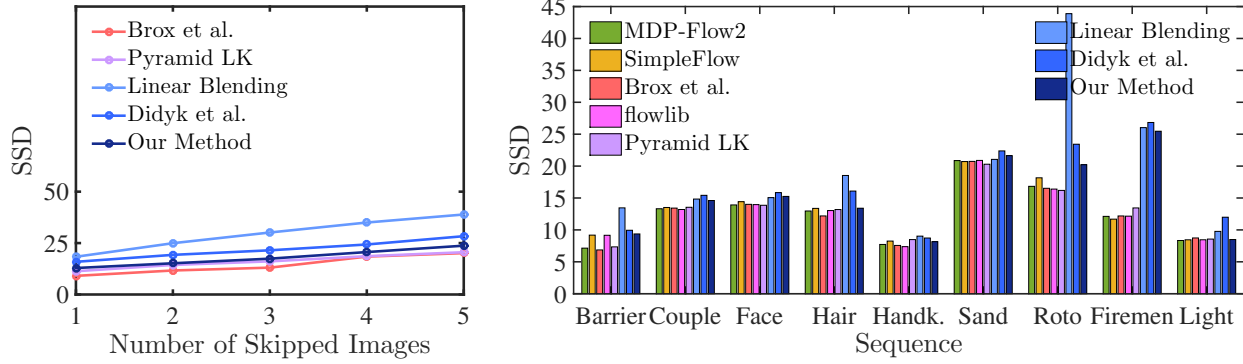 Brox et al.
Pyramid LK
Linear Blending
Didyk et al.
Our Method
SSD
50
25
0
1 2 3 4 5
Number of Skipped Images
45
40
35
30
25
20
15
10
5
0
SSD
MDP-Flow2
SimpleFlow
Brox et al.
flowlib
Pyramid LK
Linear Blending
Didyk et al.
Our Method
Barrier Couple Face Hair Handk. Sand Roto Firemen Light
Sequence